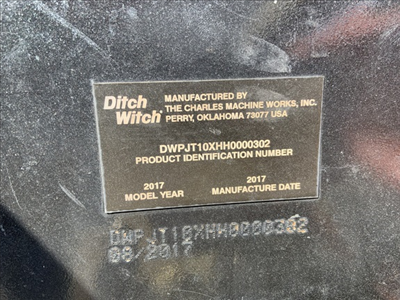 Ditch Witch®
MANUFACTURED BY
THE CHARLES MACHINE WORKS, INC.
PERRY, OKLAHOMA 73077 USA
DWPJT10XHH0000302
PRODUCT IDENTIFICATION NUMBER
2017
MODEL YEAR
2017
MANUFACTURE DATE
DWPJT10XHH0000302
08/2017